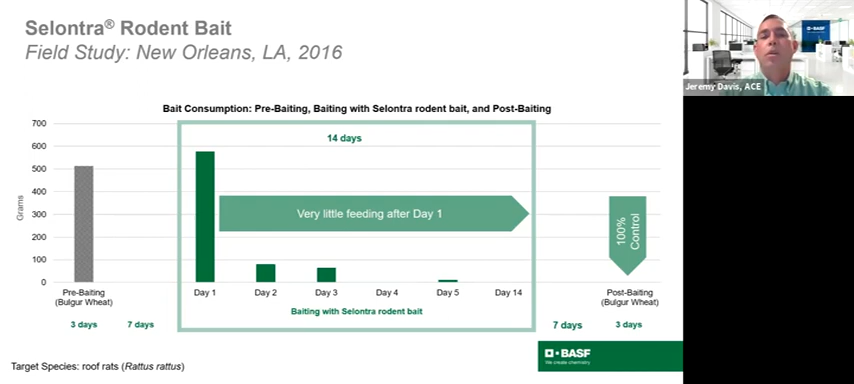 Selontra® Rodent Bait
Field Study: New Orleans, LA, 2016
BASF
Jeremy Davis, ACE
Bait Consumption: Pre-Baiting, Baiting with Selontra rodent bait, and Post-Baiting
700
600
500
400
300
200
100
0
Grams
14 days
Very little feeding after Day 1
100%
Control
Pre-Baiting
(Bulgur Wheat)
Day 1
Day 2
Day 3
Day 4
Day 5
Day 14
Post-Baiting
(Bulgur Wheat)
Baiting with Selontra rodent bait
3 days
7 days
7 days
3 days
BASF
We create chemistry
Target Species: roof rats (Rattus rattus)